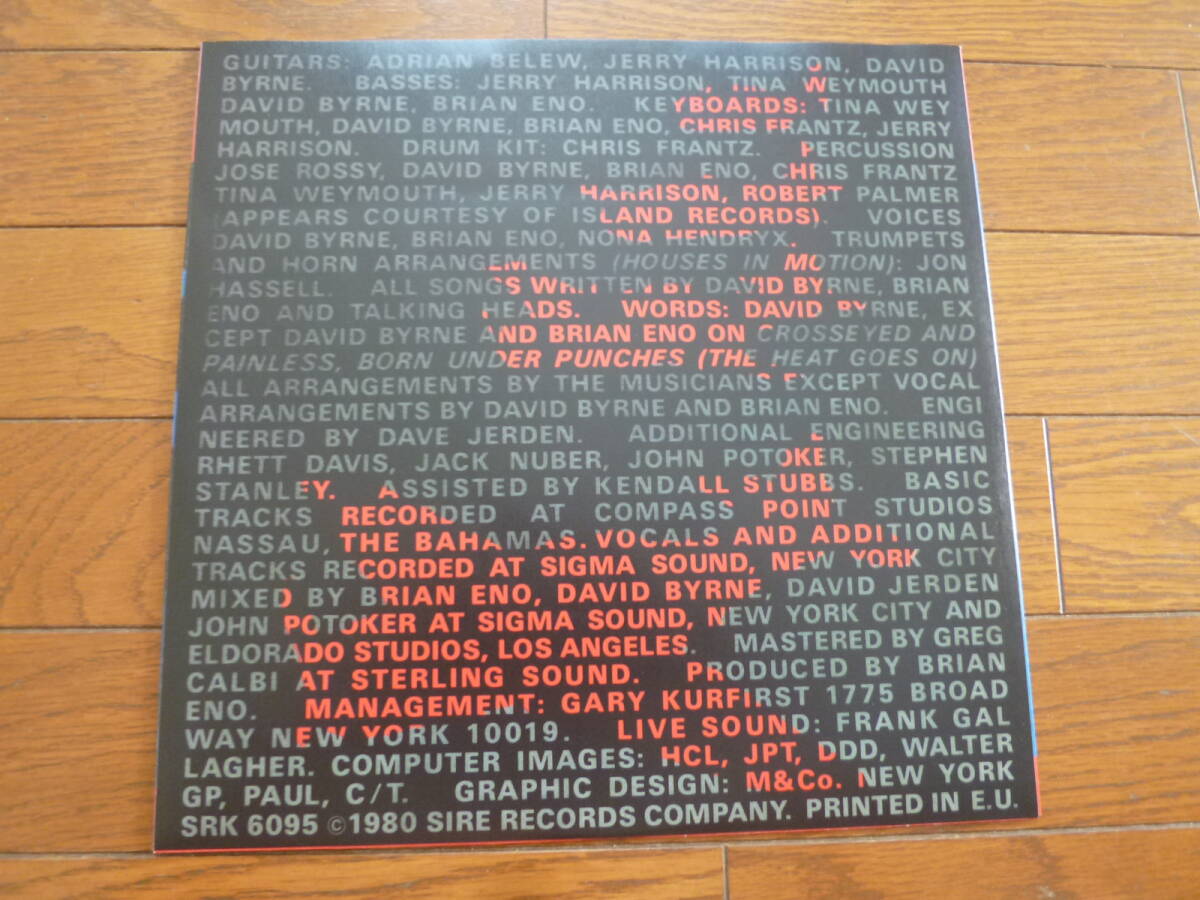 GUITARS: ADRIAN BELEW, JERRY HARRISON, DAVID
BYRNE. BASSES: JERRY HARRISON, TINA WEYMOUTH
DAVID BYRNE, BRIAN ENO. KEYBOARDS: TINA WEY
MOUTH, DAVID BYRNE, BRIAN ENO, CHRIS FRANTZ, JERRY
HARRISON. DRUM KIT: CHRIS FRANTZ. PERCUSSION
JOSE ROSSY, DAVID BYRNE, BRIAN ENO, CHRIS FRANTZ
TINA WEYMOUTH, JERRY HARRISON, ROBERT PALMER
(APPEARS COURTESY OF ISLAND RECORDS). VOICES
DAVID BYRNE, BRIAN ENO, NONA HENDRYX. TRUMPETS
AND HORN ARRANGEMENTS (HOUSES IN MOTION): JON
HASSELL. ALL SONGS WRITTEN BY DAVID BYRNE, BRIAN
ENO AND TALKING HEADS. WORDS: DAVID BYRNE, EX
CEPT DAVID BYRNE AND BRIAN ENO ON CROSSEYED AND
PAINLESS, BORN UNDER PUNCHES (THE HEAT GOES ON)
ALL ARRANGEMENTS BY THE MUSICIANS EXCEPT VOCAL
ARRANGEMENTS BY DAVID BYRNE AND BRIAN ENO. ENGI
NEERED BY DAVE JERDEN. ADDITIONAL ENGINEERING
RHETT DAVIS, JACK NUBER, JOHN POTOKER, STEPHEN
STANLEY. ASSISTED BY KENDALL STUBBS. BASIC
TRACKS RECORDED AT COMPASS POINT STUDIOS
NASSAU, THE BAHAMAS. VOCALS AND ADDITIONAL
TRACKS RECORDED AT SIGMA SOUND, NEW YORK CITY
MIXED BY BRIAN ENO, DAVID BYRNE, DAVID JERDEN
JOHN POTOKER AT SIGMA SOUND, NEW YORK CITY AND
ELDORADO STUDIOS, LOS ANGELES. MASTERED BY GREG
CALBI AT STERLING SOUND. PRODUCED BY BRIAN
ENO. MANAGEMENT: GARY KURFIRST 1775 BROAD
WAY NEW YORK 10019. LIVE SOUND: FRANK GAL
LAGHER. COMPUTER IMAGES: HCL, JPT, DDD, WALTER
GP, PAUL, C/T. GRAPHIC DESIGN: M&Co. NEW YORK
SRK 6095 ©1980 SIRE RECORDS COMPANY. PRINTED IN E.U.